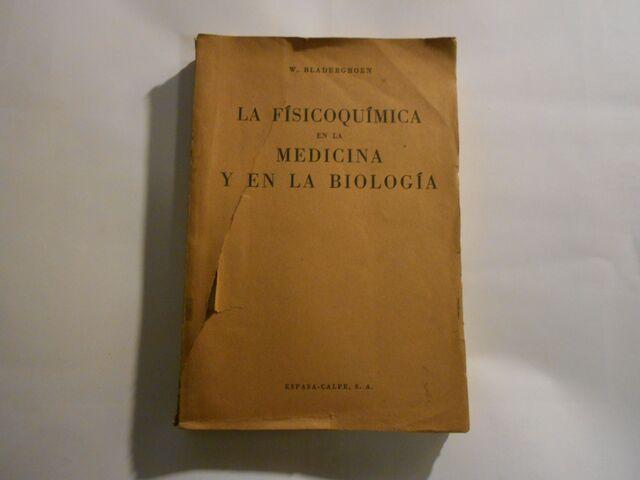 W. BLADERGROEN
LA FÍSICOQUÍMICA
EN LA
MEDICINA
Y EN LA BIOLOGÍA
ESPASA-CALPE, S. A.